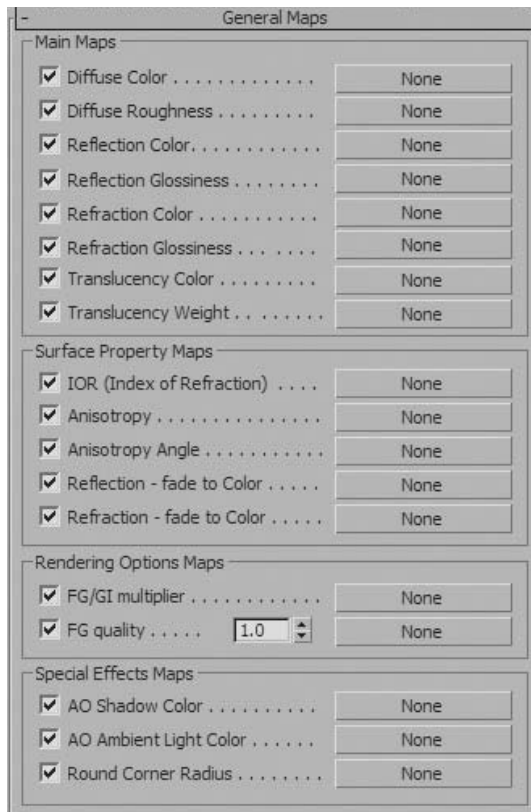 - General Maps
Main Maps
Diffuse Color . . . . . . . . . . . . . None
Diffuse Roughness . . . . . . . . . None
Reflection Color. . . . . . . . . . . . None
Reflection Glossiness . . . . . . . . None
Refraction Color . . . . . . . . . . . None
Refraction Glossiness . . . . . . . None
Translucency Color . . . . . . . . . None
Translucency Weight . . . . . . . . None
Surface Property Maps
IOR (Index of Refraction) . . . . None
Anisotropy . . . . . . . . . . . . . . . None
Anisotropy Angle . . . . . . . . . . . None
Reflection - fade to Color . . . . . None
Refraction - fade to Color . . . . . None
Rendering Options Maps
FG/GI multiplier . . . . . . . . . . . . None
FG quality . . . . . 1.0 None
Special Effects Maps
AO Shadow Color . . . . . . . . . . None
AO Ambient Light Color . . . . . . None
Round Corner Radius . . . . . . . . None